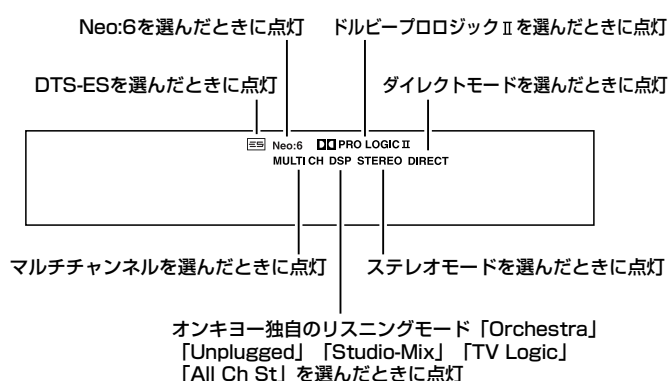 Neo:6を選んだときに点灯
ドルビープロロジックⅡを選んだときに点灯
DTS-ESを選んだときに点灯
ダイレクトモードを選んだときに点灯
ES Neo:6 PRO LOGIC Ⅱ
MULTI CH DSP STEREO DIRECT
マルチチャンネルを選んだときに点灯
ステレオモードを選んだときに点灯
オンキヨー独自のリスニングモード「Orchestra」
「Unplugged」「Studio-Mix」「TV Logic」
「All Ch St」を選んだときに点灯